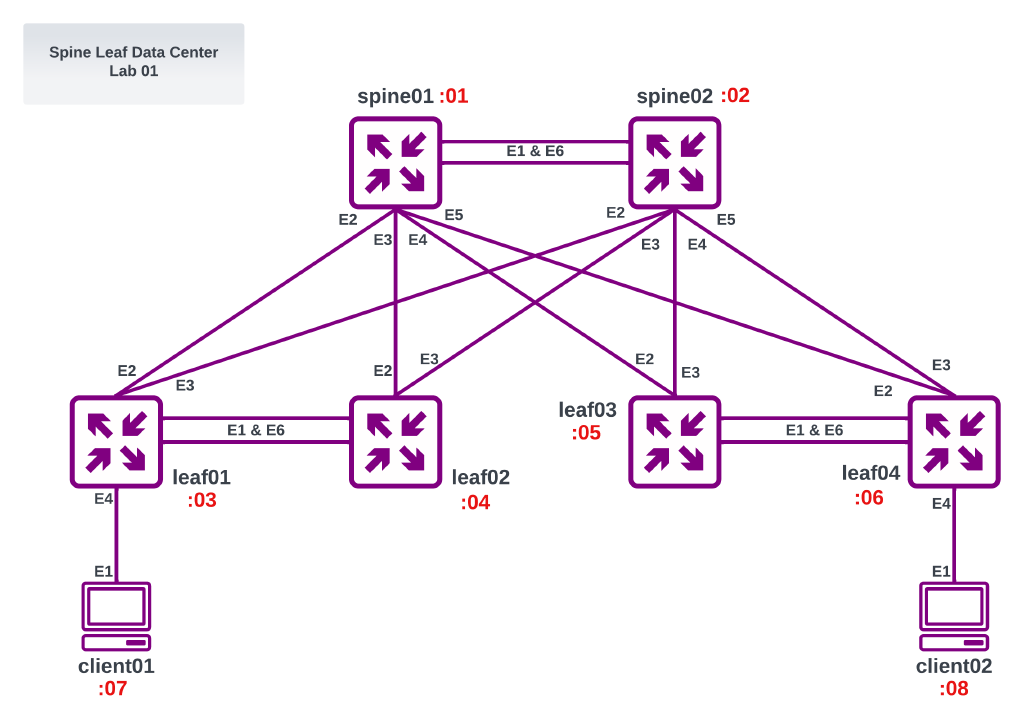 Spine Leaf Data Center
Lab 01
spine01 :01
spine02 :02
E1 & E6
E2
E5
E2
E5
E3
E4
E3
E4
E2
E3
E3
E2
E2
E3
E3
E2
E1 & E6
E1 & E6
leaf03
:05
leaf01
:03
leaf02
:04
leaf04
:06
E4
E4
E1
E1
client01
:07
client02
:08